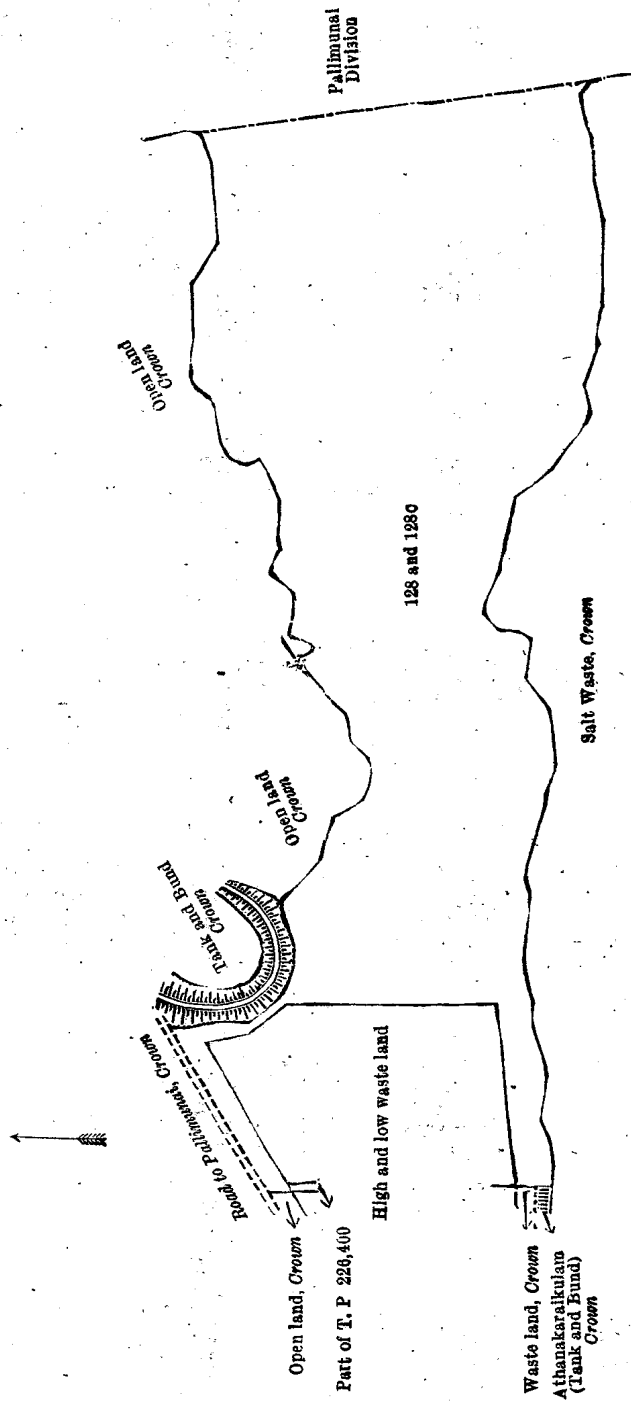 Pallimunai
Division
Open land
Crown
128 and 1280
Open land
Crown
Salt Waste, Crown
Tank and Bund
Crown
Road to Pallimunai, Crown
High and low waste land
Open land, Crown
Part of T. P 226,400
Waste land, Crown
Athanakaraikulam
(Tank and Bund)
Crown